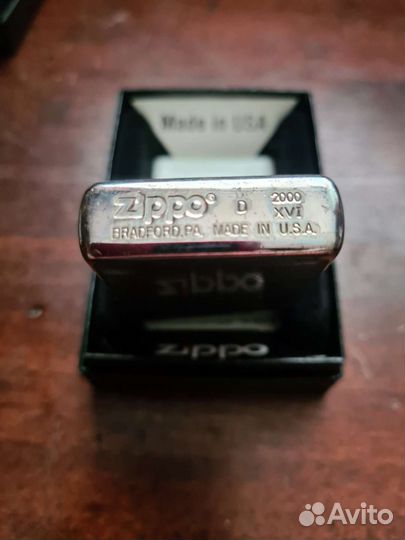 Made in USA
Zippo® D 2000
XVI
BRADFORD.PA. MADE IN U.S.A.
zippo
zippo
Avito